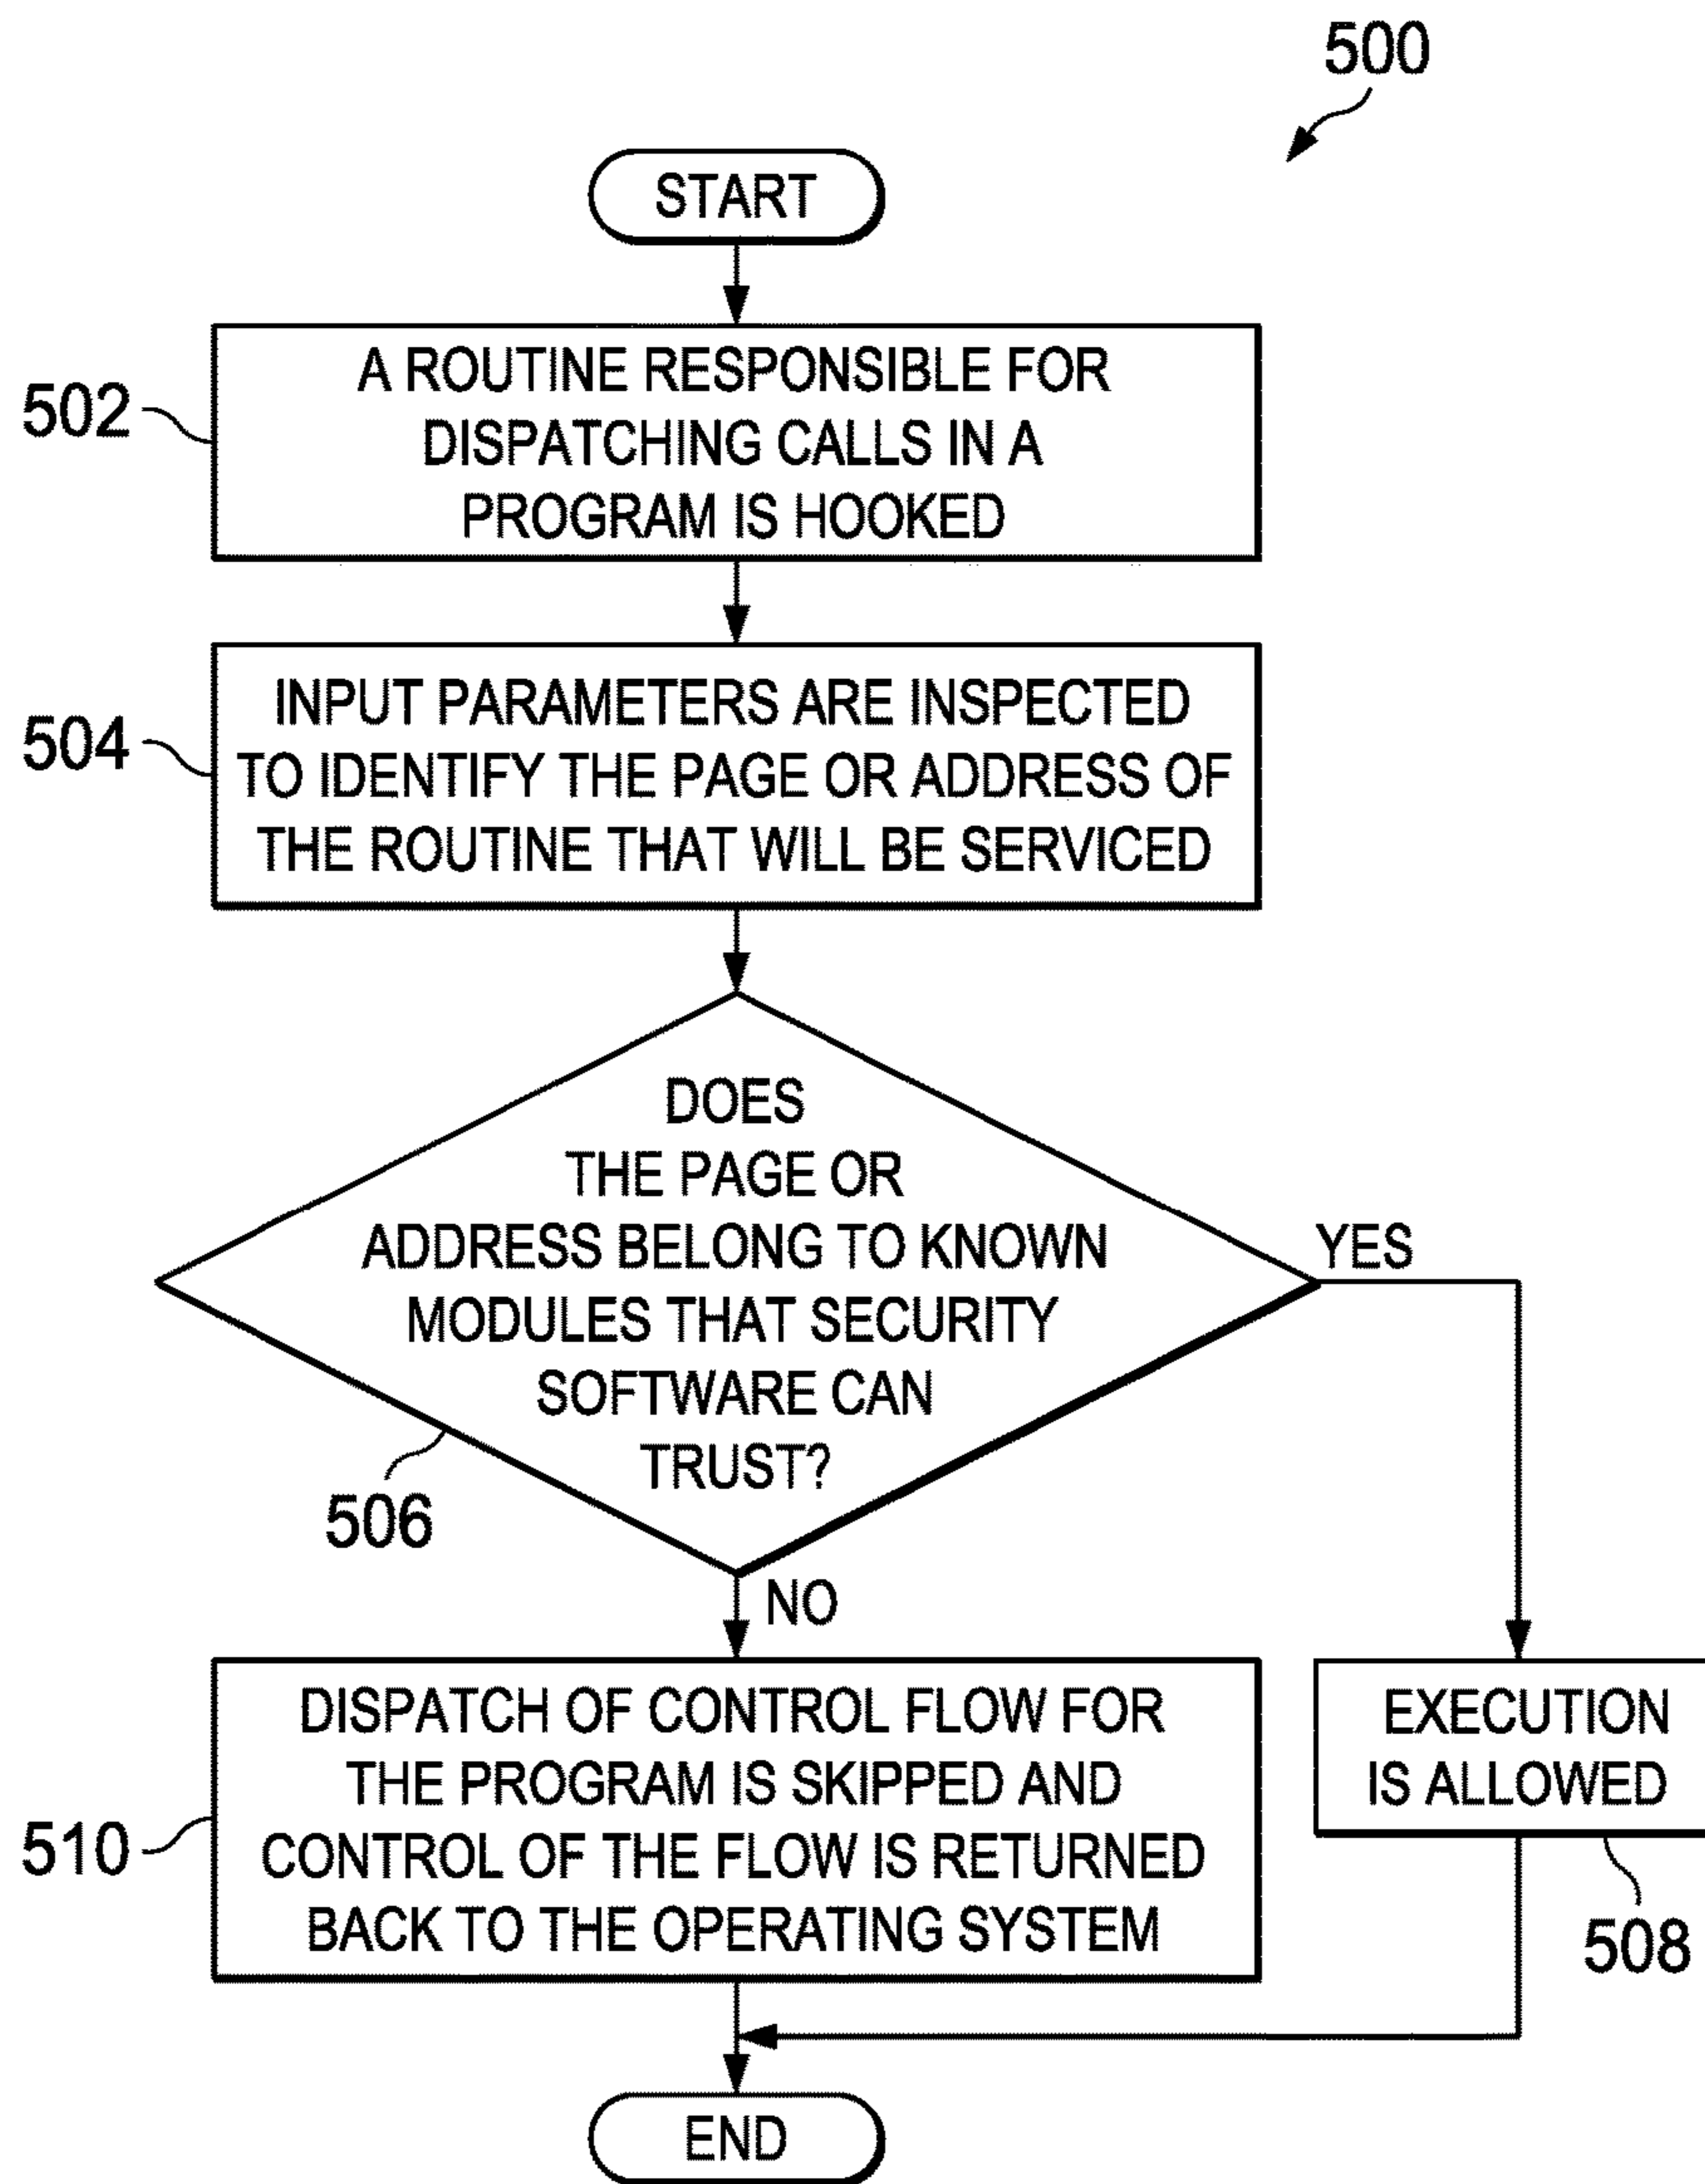 500
START
502
A ROUTINE RESPONSIBLE FOR
DISPATCHING CALLS IN A
PROGRAM IS HOOKED
504
INPUT PARAMETERS ARE INSPECTED
TO IDENTIFY THE PAGE OR ADDRESS OF
THE ROUTINE THAT WILL BE SERVICED
DOES
THE PAGE OR
ADDRESS BELONG TO KNOWN
MODULES THAT SECURITY
SOFTWARE CAN
TRUST?
506
YES
NO
510
DISPATCH OF CONTROL FLOW FOR
THE PROGRAM IS SKIPPED AND
CONTROL OF THE FLOW IS RETURNED
BACK TO THE OPERATING SYSTEM
EXECUTION
IS ALLOWED
508
END